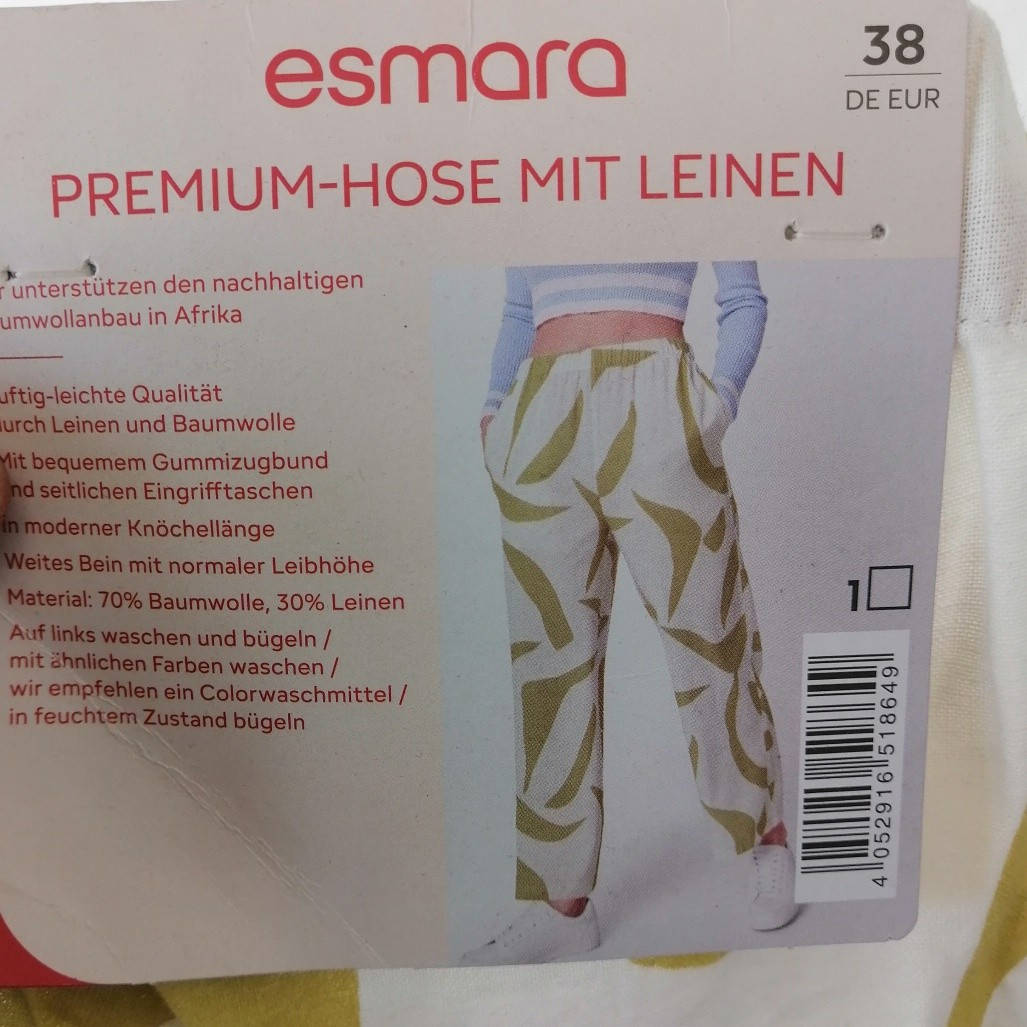 esmara
38
DE EUR
PREMIUM-HOSE MIT LEINEN
r unterstützen den nachhaltigen
umwollanbau in Afrika
uftig-leichte Qualität
urch Leinen und Baumwolle
Mit bequemem Gummizugbund
nd seitlichen Eingrifftaschen
in moderner Knöchellänge
Weites Bein mit normaler Leibhöhe
Material: 70% Baumwolle, 30% Leinen
Auf links waschen und bügeln /
mit ähnlichen Farben waschen /
wir empfehlen ein Colorwaschmittel /
in feuchtem Zustand bügeln
1
4 052916 518649